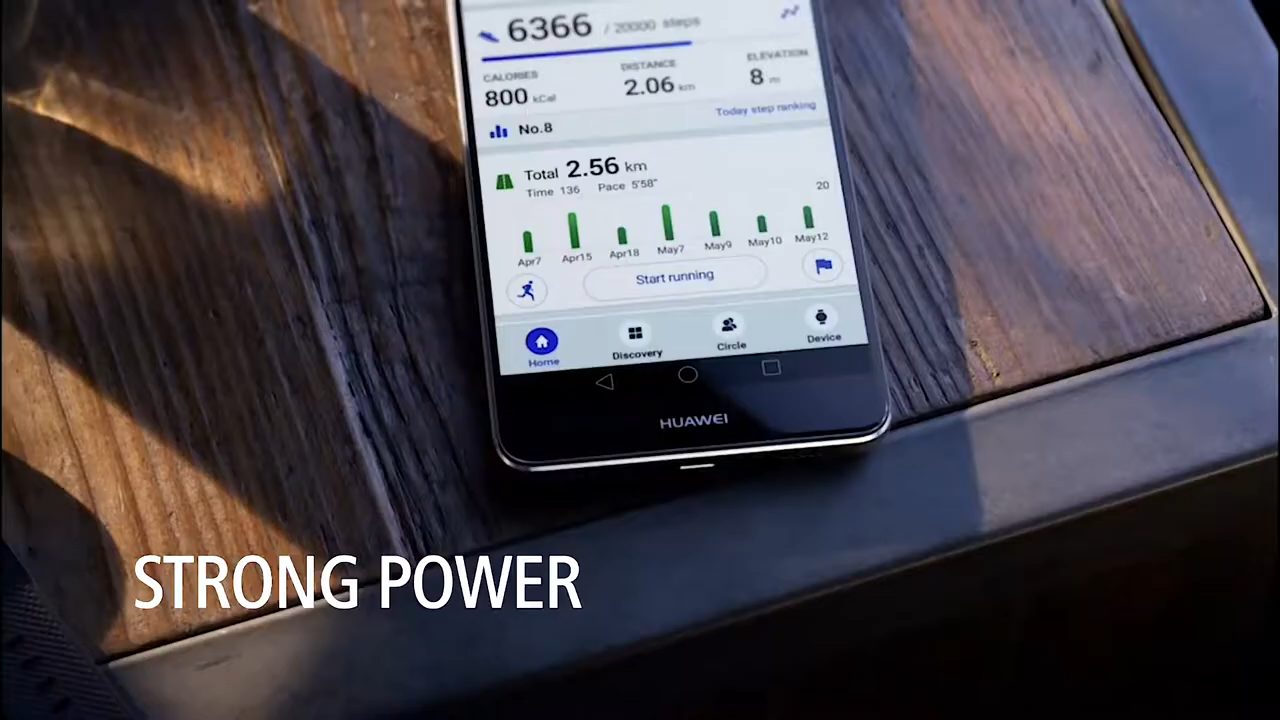 6366 / 20000 steps
CALORIES DISTANCE ELEVATION
800 kCal 2.06 km 8 m
Today step ranking
No.8
Total 2.56 km
Time 136 Pace 5'58"
20
Apr7 Apr15 Apr18 May7 May9 May10 May12
Start running
Home Discovery Circle Device
HUAWEI
STRONG POWER